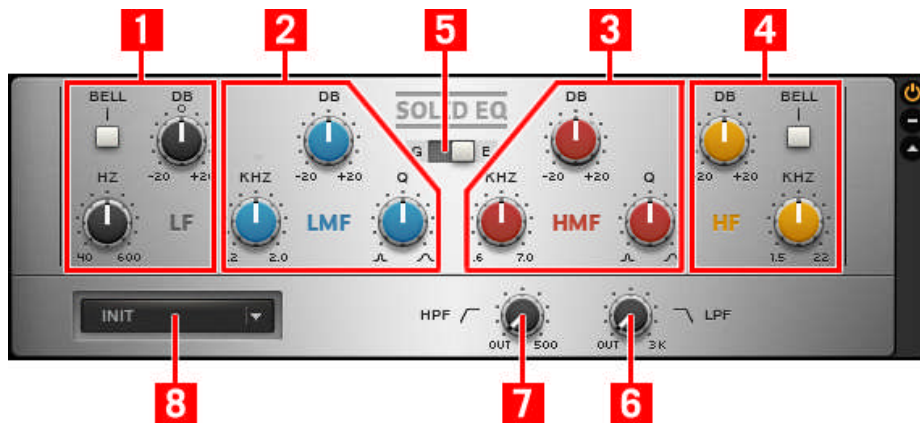 1 2 5 3 4
BELL DB DB SOLID EQ DB DB BELL
G E
-20 +20 -20 +20 -20 +20 -20 +20
HZ KHZ Q KHZ Q KHZ
LF LMF HMF HF
40 600 .2 2.0 .6 7.0 1.5 22
INIT HPF LPF
OUT 500 OUT 3K
8 7 6